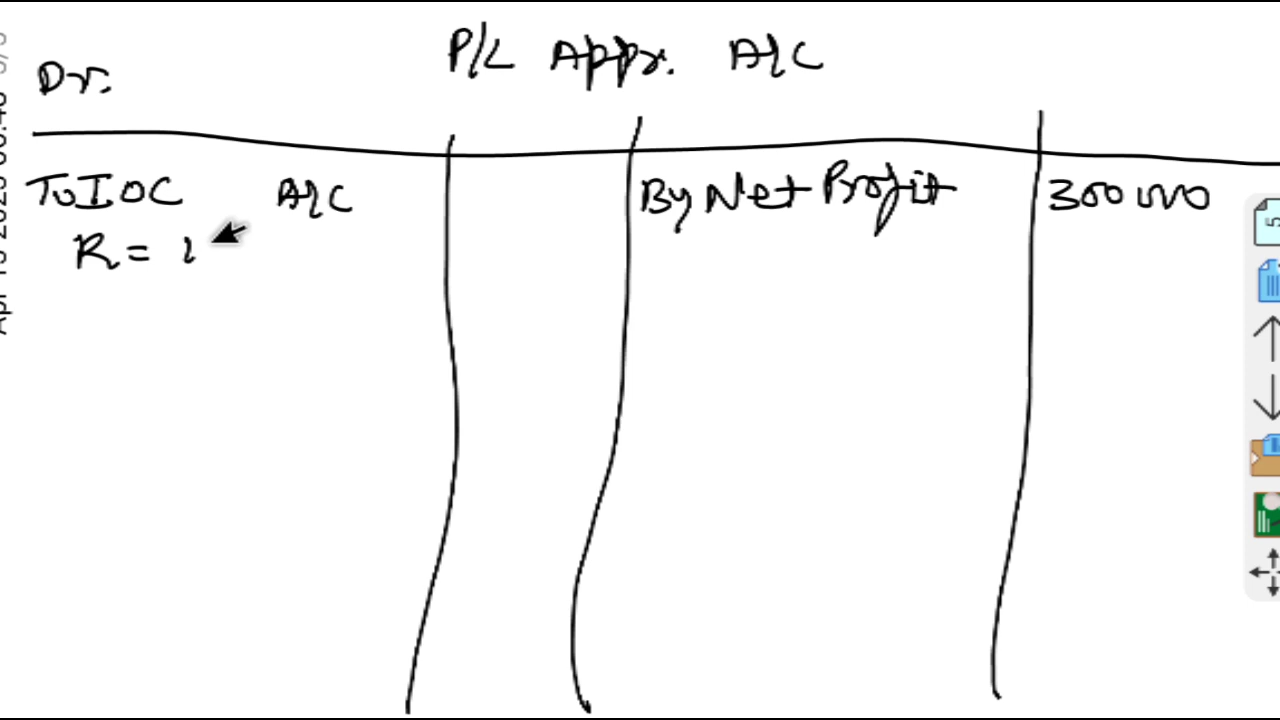 P/L Appr. A/C
Dr.
To IOC A/C
By Net Profit 300000
R = 1